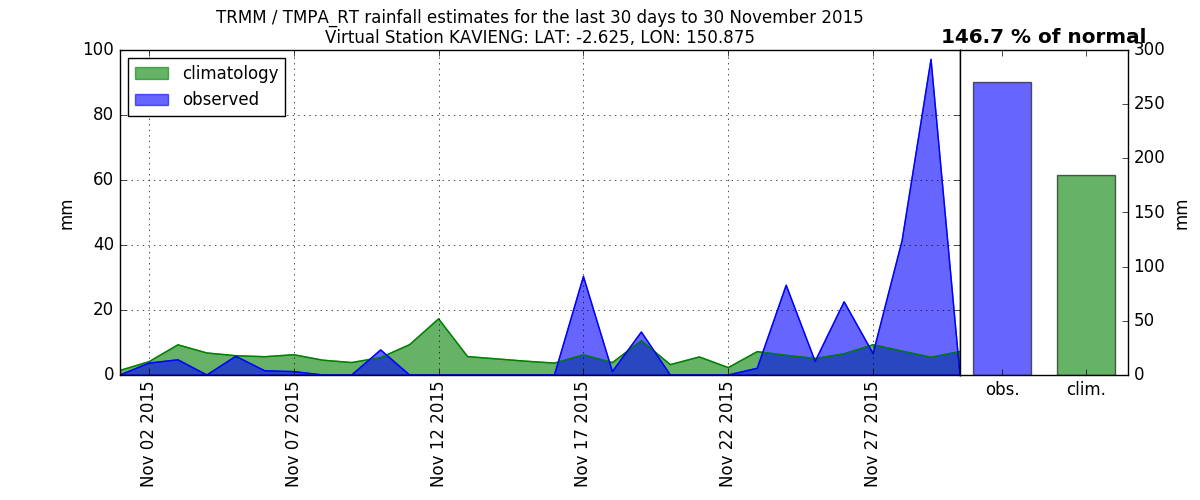 TRMM / TMPA_RT rainfall estimates for the last 30 days to 30 November 2015
Virtual Station KAVIENG: LAT: -2.625, LON: 150.875
146.7 % of normal
climatology
observed
100
80
60
40
20
0
mm
Nov 02 2015
Nov 07 2015
Nov 12 2015
Nov 17 2015
Nov 22 2015
Nov 27 2015
300
250
200
150
100
50
0
mm
obs.
clim.